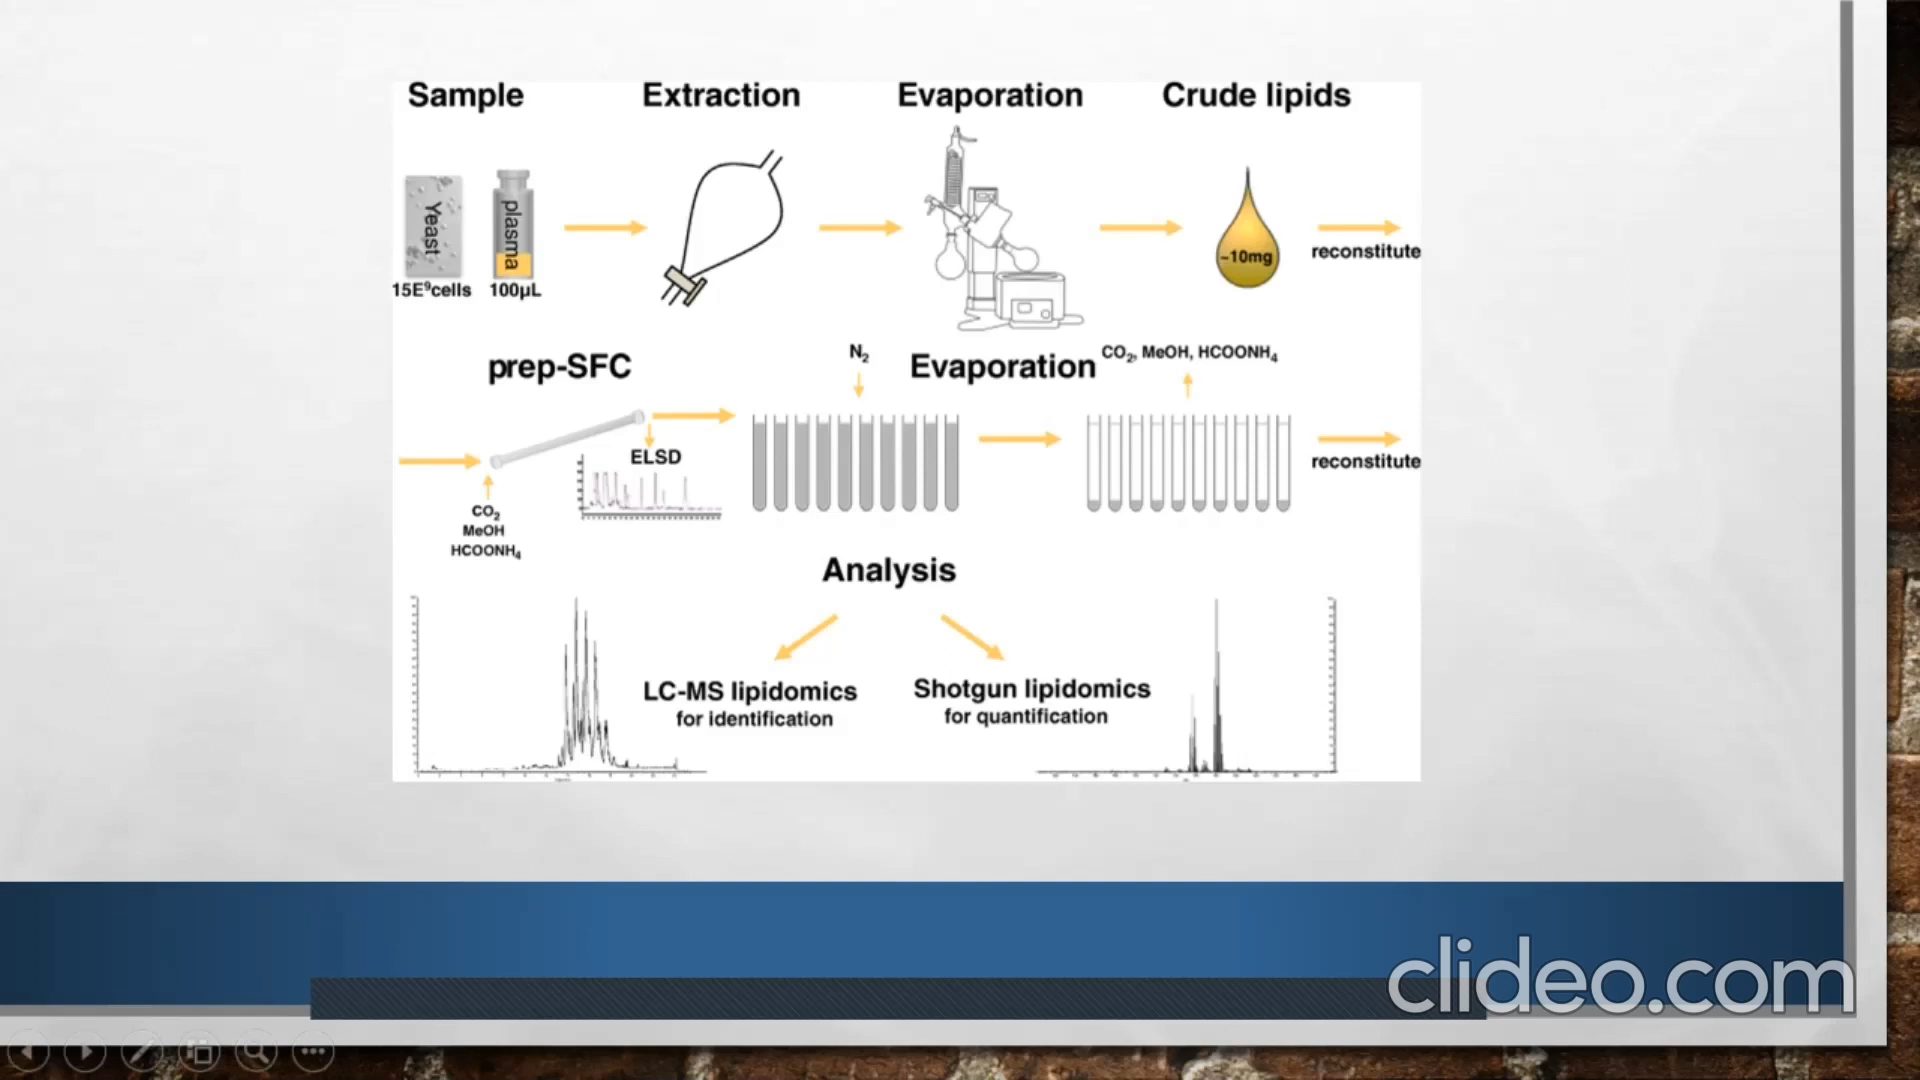 Sample
Extraction
Evaporation
Crude lipids
Yeast
plasma
~10mg
reconstitute
15E⁹cells
100µL
prep-SFC
N₂
Evaporation
CO₂, MeOH, HCOONH₄
ELSD
reconstitute
CO₂
MeOH
HCOONH₄
Analysis
LC-MS lipidomics
for identification
Shotgun lipidomics
for quantification
clideo.com